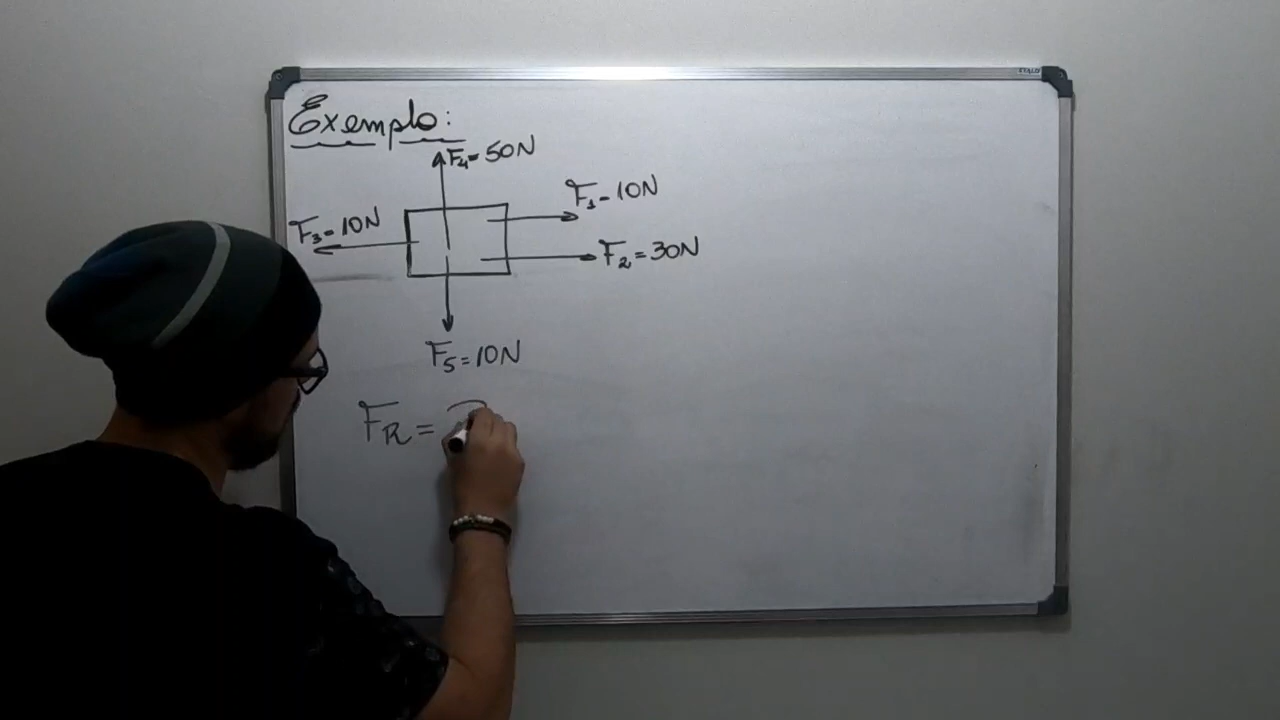 Exemplo:
F4=50N
F1=10N
F3=10N
F2=30N
F5=10N
FR=